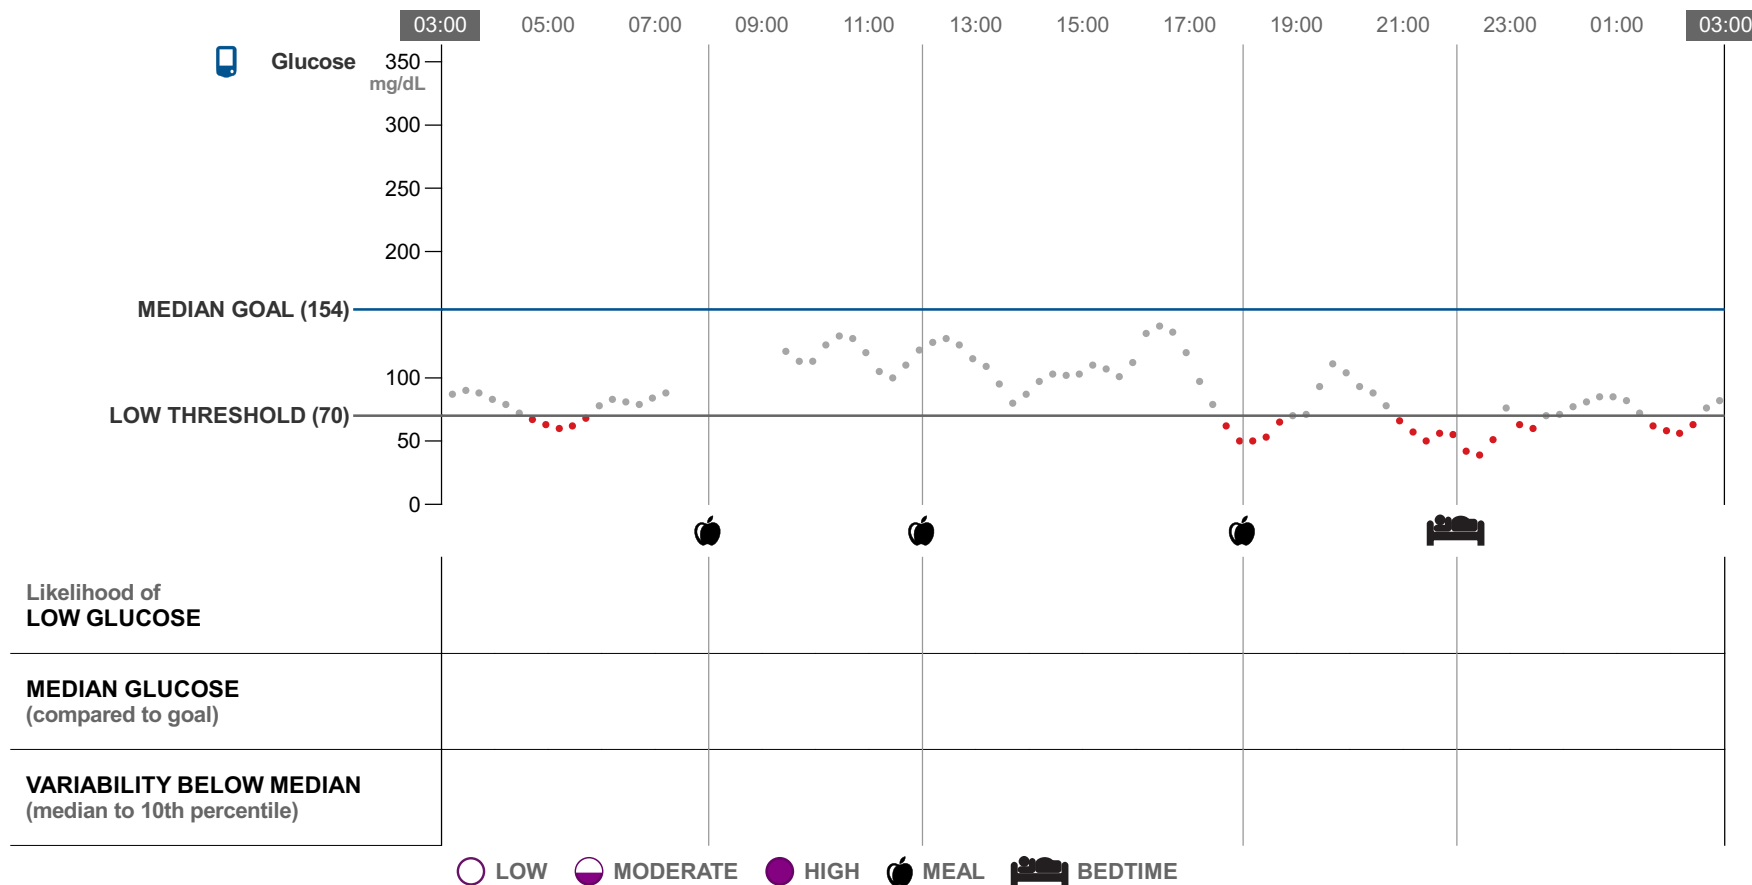 03:00 05:00 07:00 09:00 11:00 13:00 15:00 17:00 19:00 21:00 23:00 01:00 03:00
Glucose 350
mg/dL
300
250
200
MEDIAN GOAL (154)
100
LOW THRESHOLD (70)
50
0
Likelihood of
LOW GLUCOSE
MEDIAN GLUCOSE
(compared to goal)
VARIABILITY BELOW MEDIAN
(median to 10th percentile)
LOW MODERATE HIGH MEAL BEDTIME